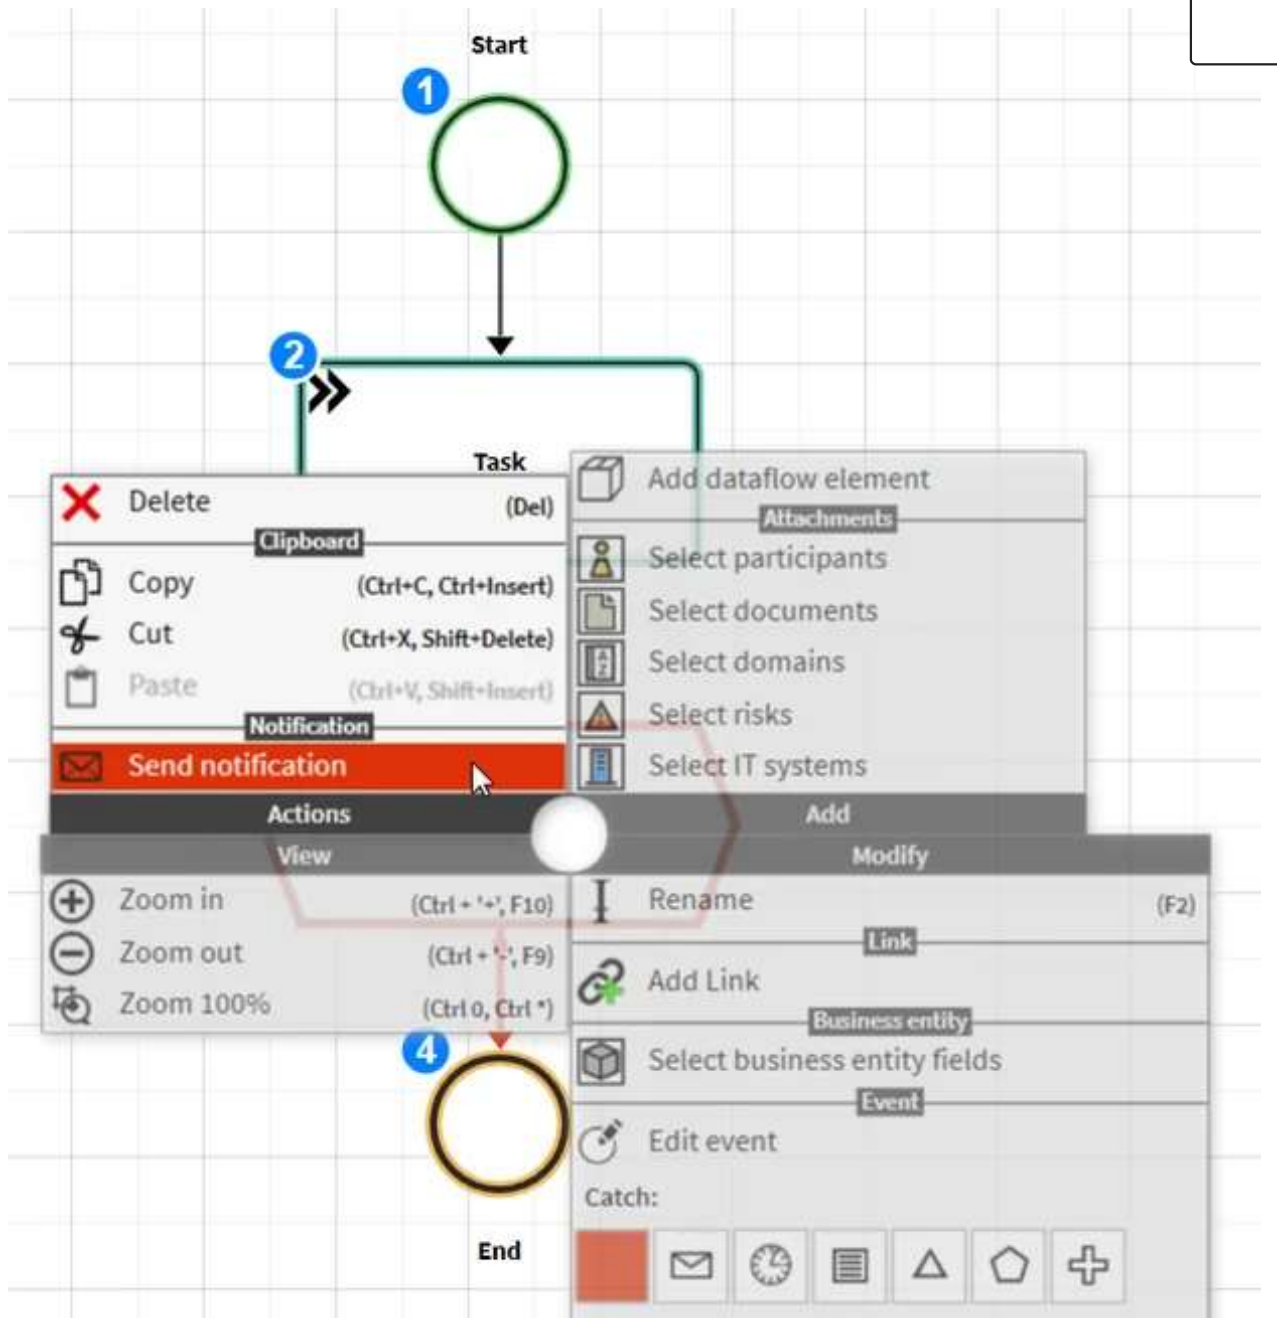 Start
1
2
Task
Delete (Del)
Clipboard
Copy (Ctrl+C, Ctrl+Insert)
Cut (Ctrl+X, Shift+Delete)
Paste (Ctrl+V, Shift+Insert)
Notification
Send notification
Actions
Add dataflow element
Attachments
Select participants
Select documents
Select domains
Select risks
Select IT systems
Add
View
Zoom in (Ctrl + '+', F10)
Zoom out (Ctrl + '-', F9)
Zoom 100% (Ctrl 0, Ctrl *)
Modify
Rename (F2)
Link
Add Link
Business entity
Select business entity fields
Event
Edit event
Catch:
4
End